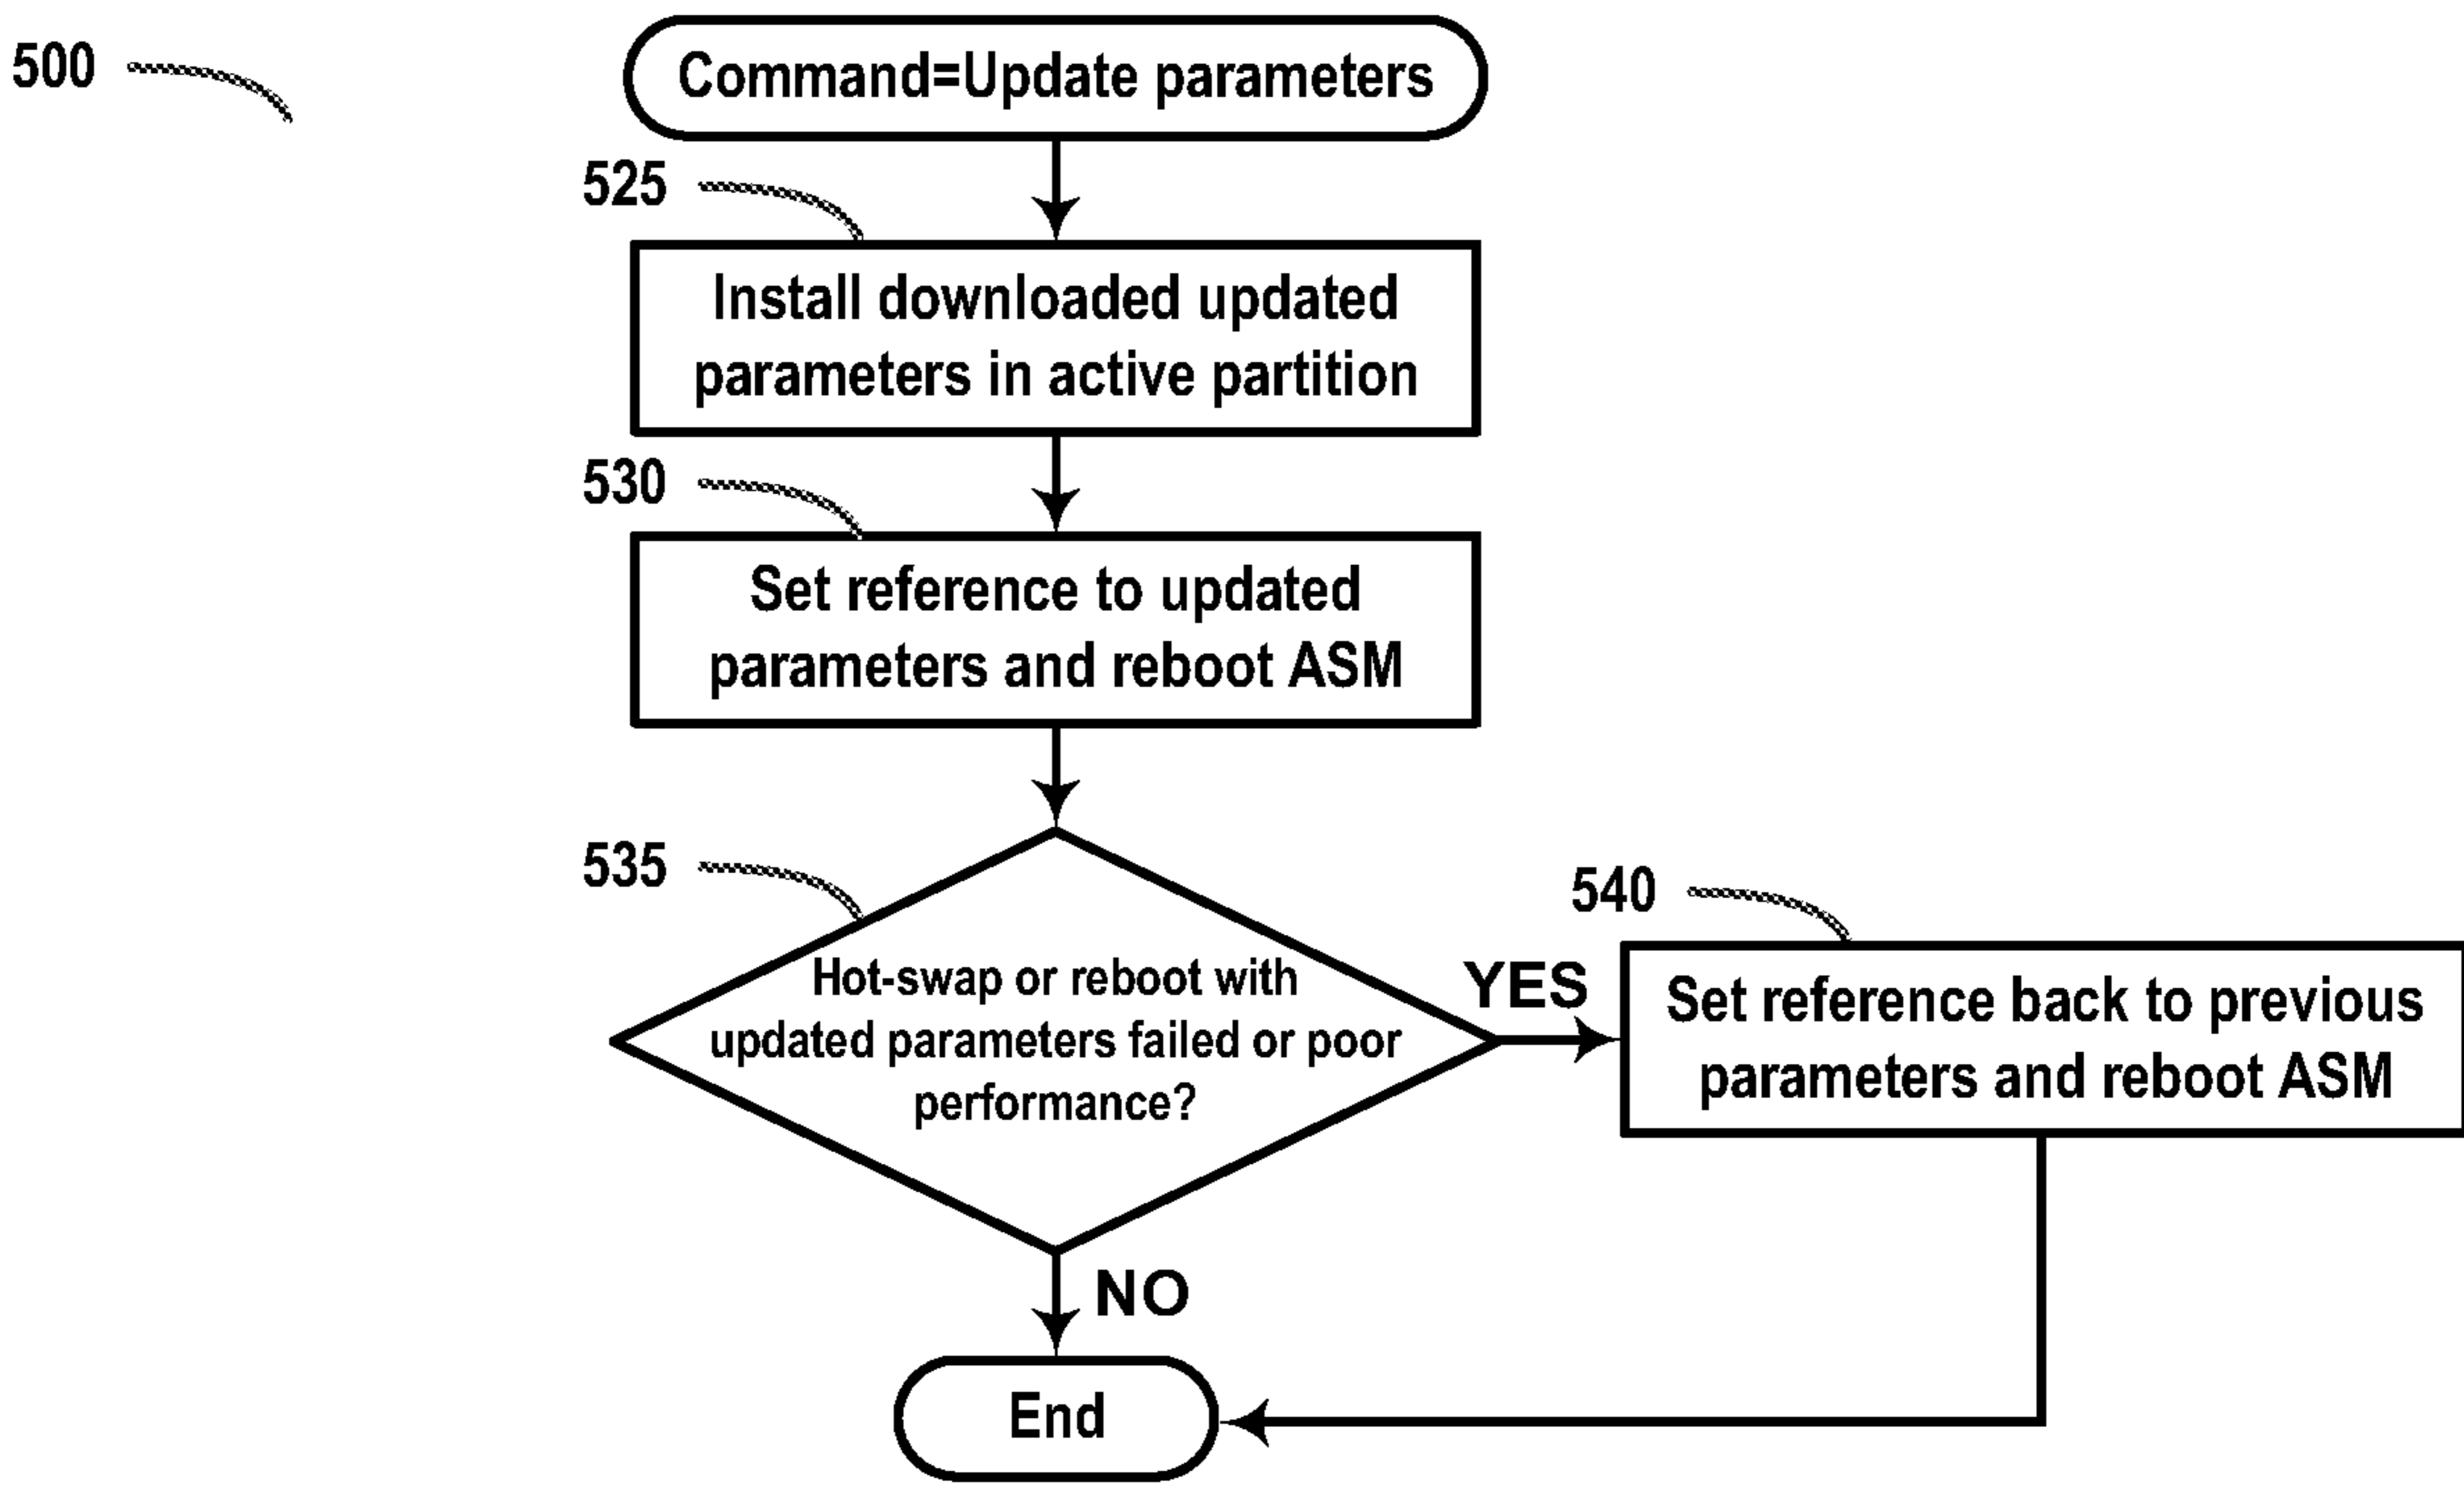 500
Command=Update parameters
525
Install downloaded updated
parameters in active partition
530
Set reference to updated
parameters and reboot ASM
535
Hot-swap or reboot with
updated parameters failed or poor
performance?
YES
540
Set reference back to previous
parameters and reboot ASM
NO
End